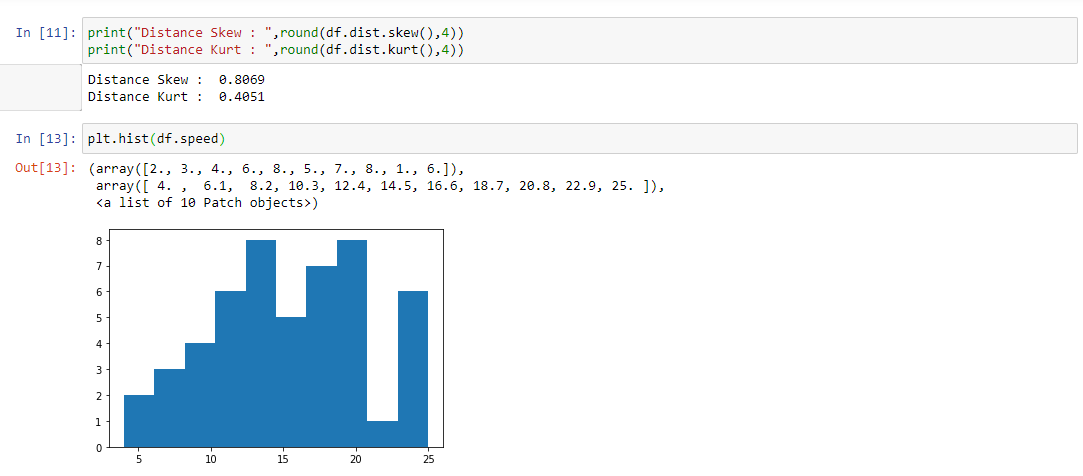 In [11]: print("Distance Skew : ",round(df.dist.skew(),4))
print("Distance Kurt : ",round(df.dist.kurt(),4))
Distance Skew :  0.8069
Distance Kurt :  0.4051
In [13]: plt.hist(df.speed)
Out[13]: (array([2., 3., 4., 6., 8., 5., 7., 8., 1., 6.]),
array([ 4. ,  6.1,  8.2, 10.3, 12.4, 14.5, 16.6, 18.7, 20.8, 22.9, 25. ]),
<a list of 10 Patch objects>)
8
7
6
5
4
3
2
1
0
5 10 15 20 25